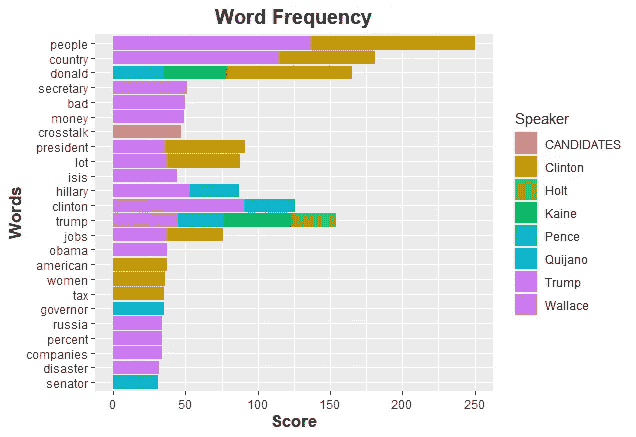 Word Frequency
people
country
donald
secretary
bad
money
crosstalk
president
lot
isis
hillary
clinton
trump
jobs
obama
american
women
tax
governor
russia
percent
companies
disaster
senator
Words
0 50 100 150 200 250
Score
Speaker
CANDIDATES
Clinton
Holt
Kaine
Pence
Quijano
Trump
Wallace